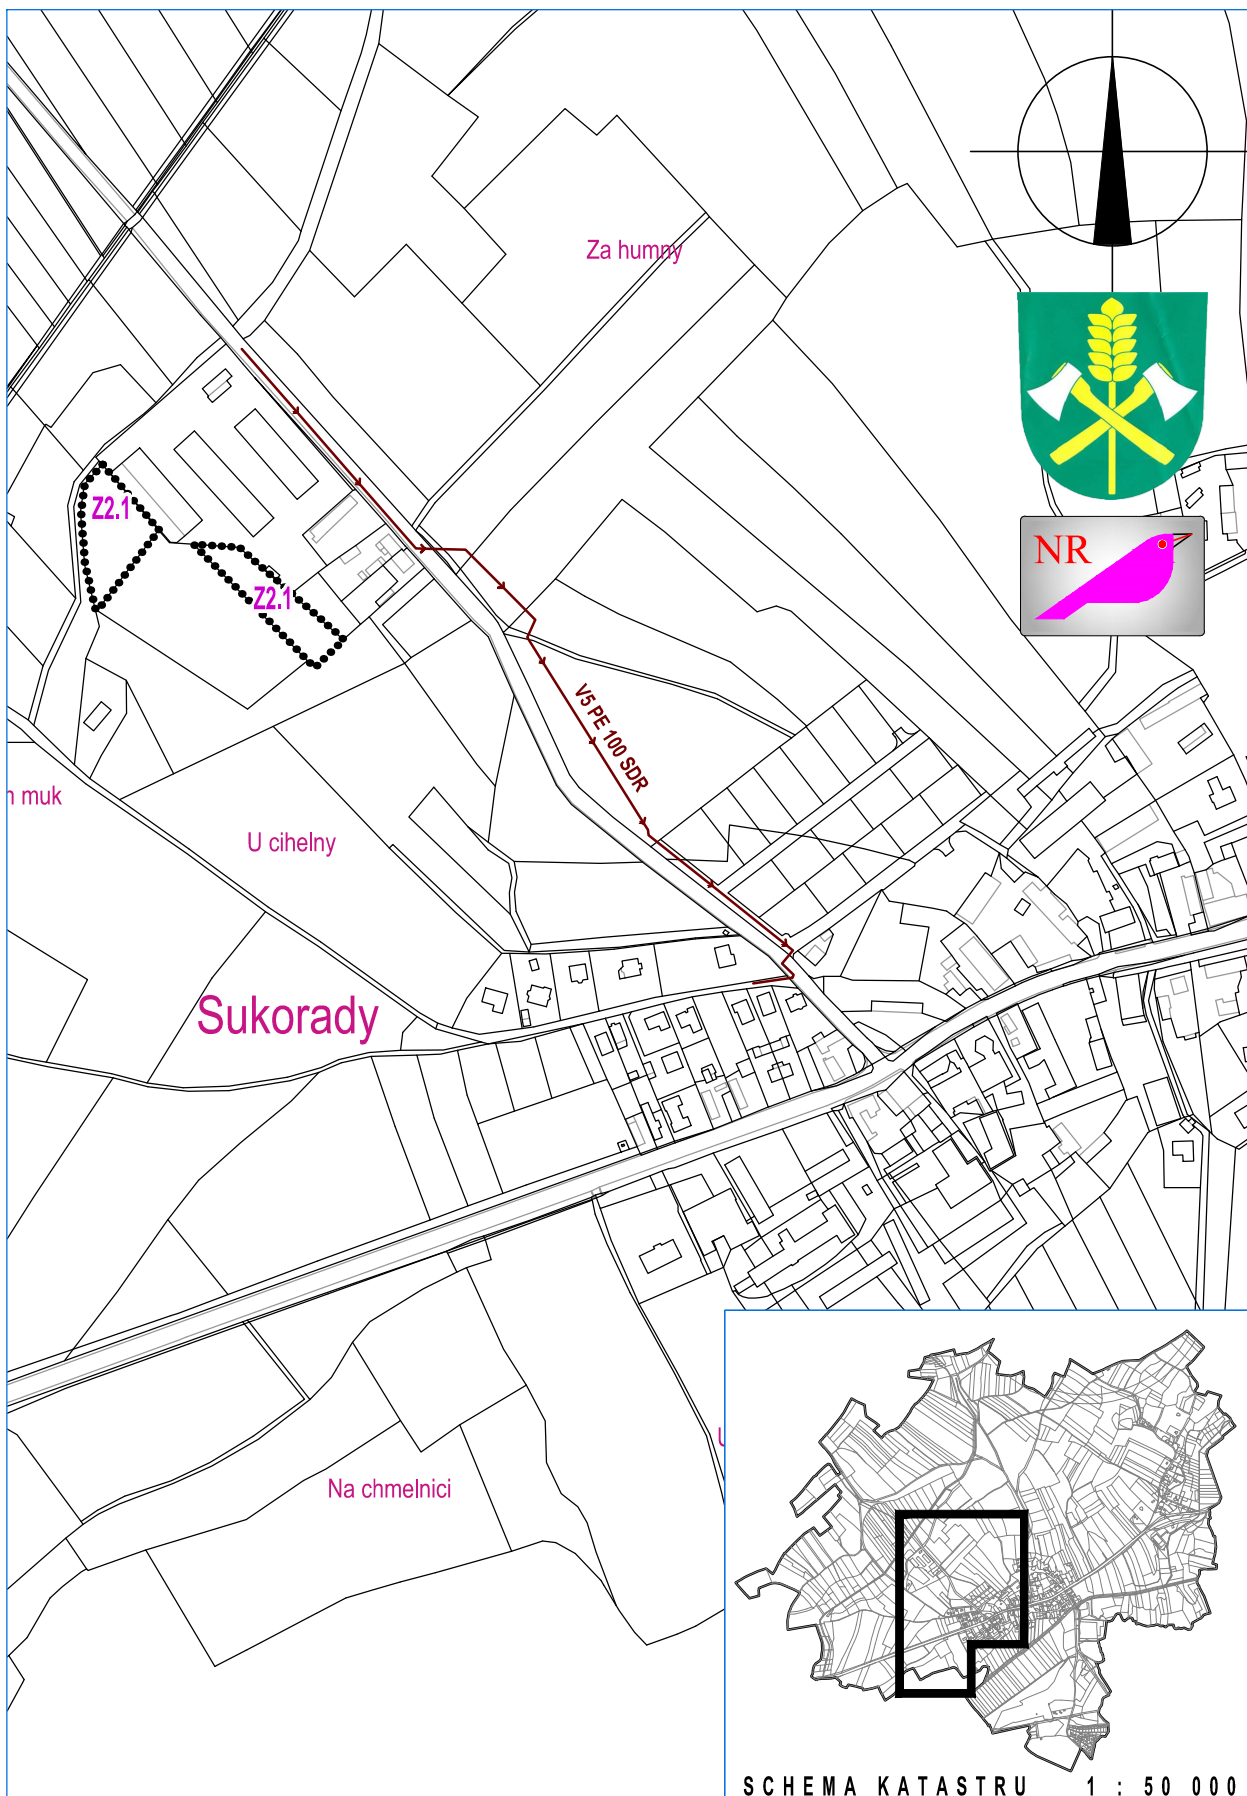 Za humny
NR
Z2.1
Z2.1
V5 PE 100 SDR
muk
U cihelny
Sukorady
U
Na chmelnici
SCHEMA KATASTRU 1 : 50 000